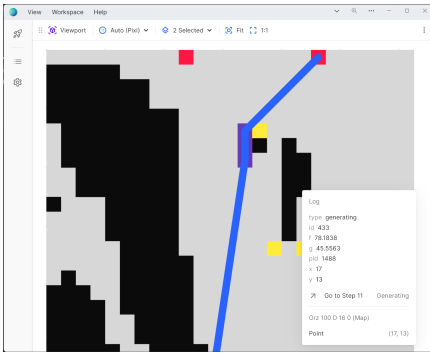 View Workspace Help
Viewport Auto (Pixi) 2 Selected Fit 1:1
Log
type generating
id 433
f 78.1836
g 45.5563
pId 1488
x 17
y 13
Go to Step 11 Generating
Orz 100 D 16 0 (Map)
Point (17, 13)